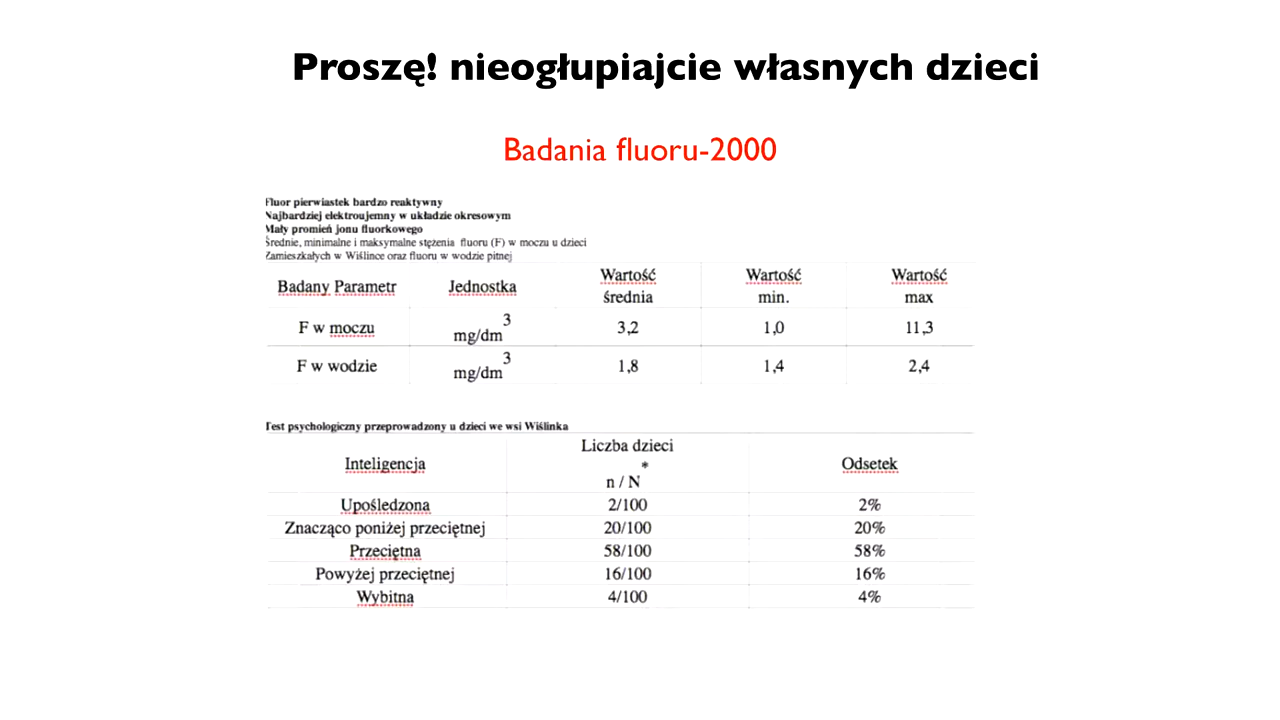 Proszę! nieogłupiajcie własnych dzieci
Badania fluoru-2000
Fluor pierwiastek bardzo reaktywny
Najbardziej elektroujemny w układzie okresowym
Mały promień jonu fluorkowego
Średnie, minimalne i maksymalne stężenia fluoru (F) w moczu u dzieci
Zamieszkałych w Wiślince oraz fluoru w wodzie pitnej
Badany Parametr Jednostka Wartość średnia Wartość min. Wartość max
F w moczu mg/dm3 3,2 1,0 11,3
F w wodzie mg/dm3 1,8 1,4 2,4
Test psychologiczny przeprowadzony u dzieci we wsi Wiślinka
Inteligencja Liczba dzieci n / N* Odsetek
Upośledzona 2/100 2%
Znacząco poniżej przeciętnej 20/100 20%
Przeciętna 58/100 58%
Powyżej przeciętnej 16/100 16%
Wybitna 4/100 4%